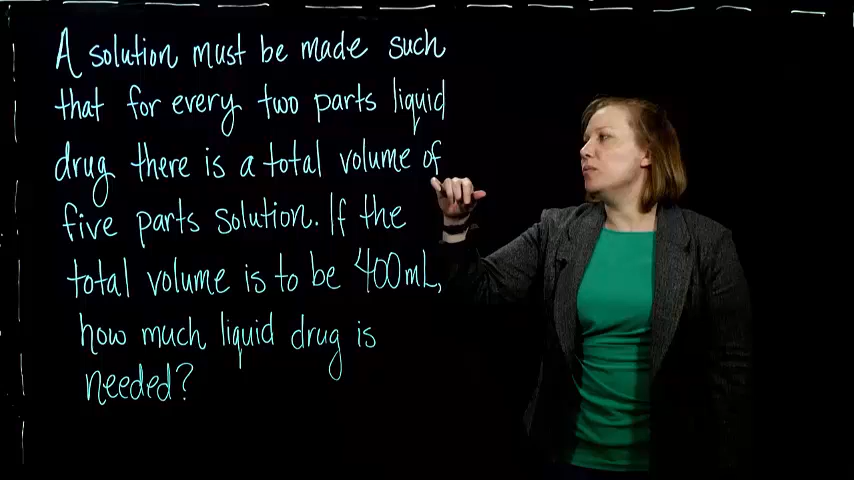 A solution must be made such
that for every two parts liquid
drug there is a total volume of
five parts solution. If the
total volume is to be 400mL,
how much liquid drug is
needed?